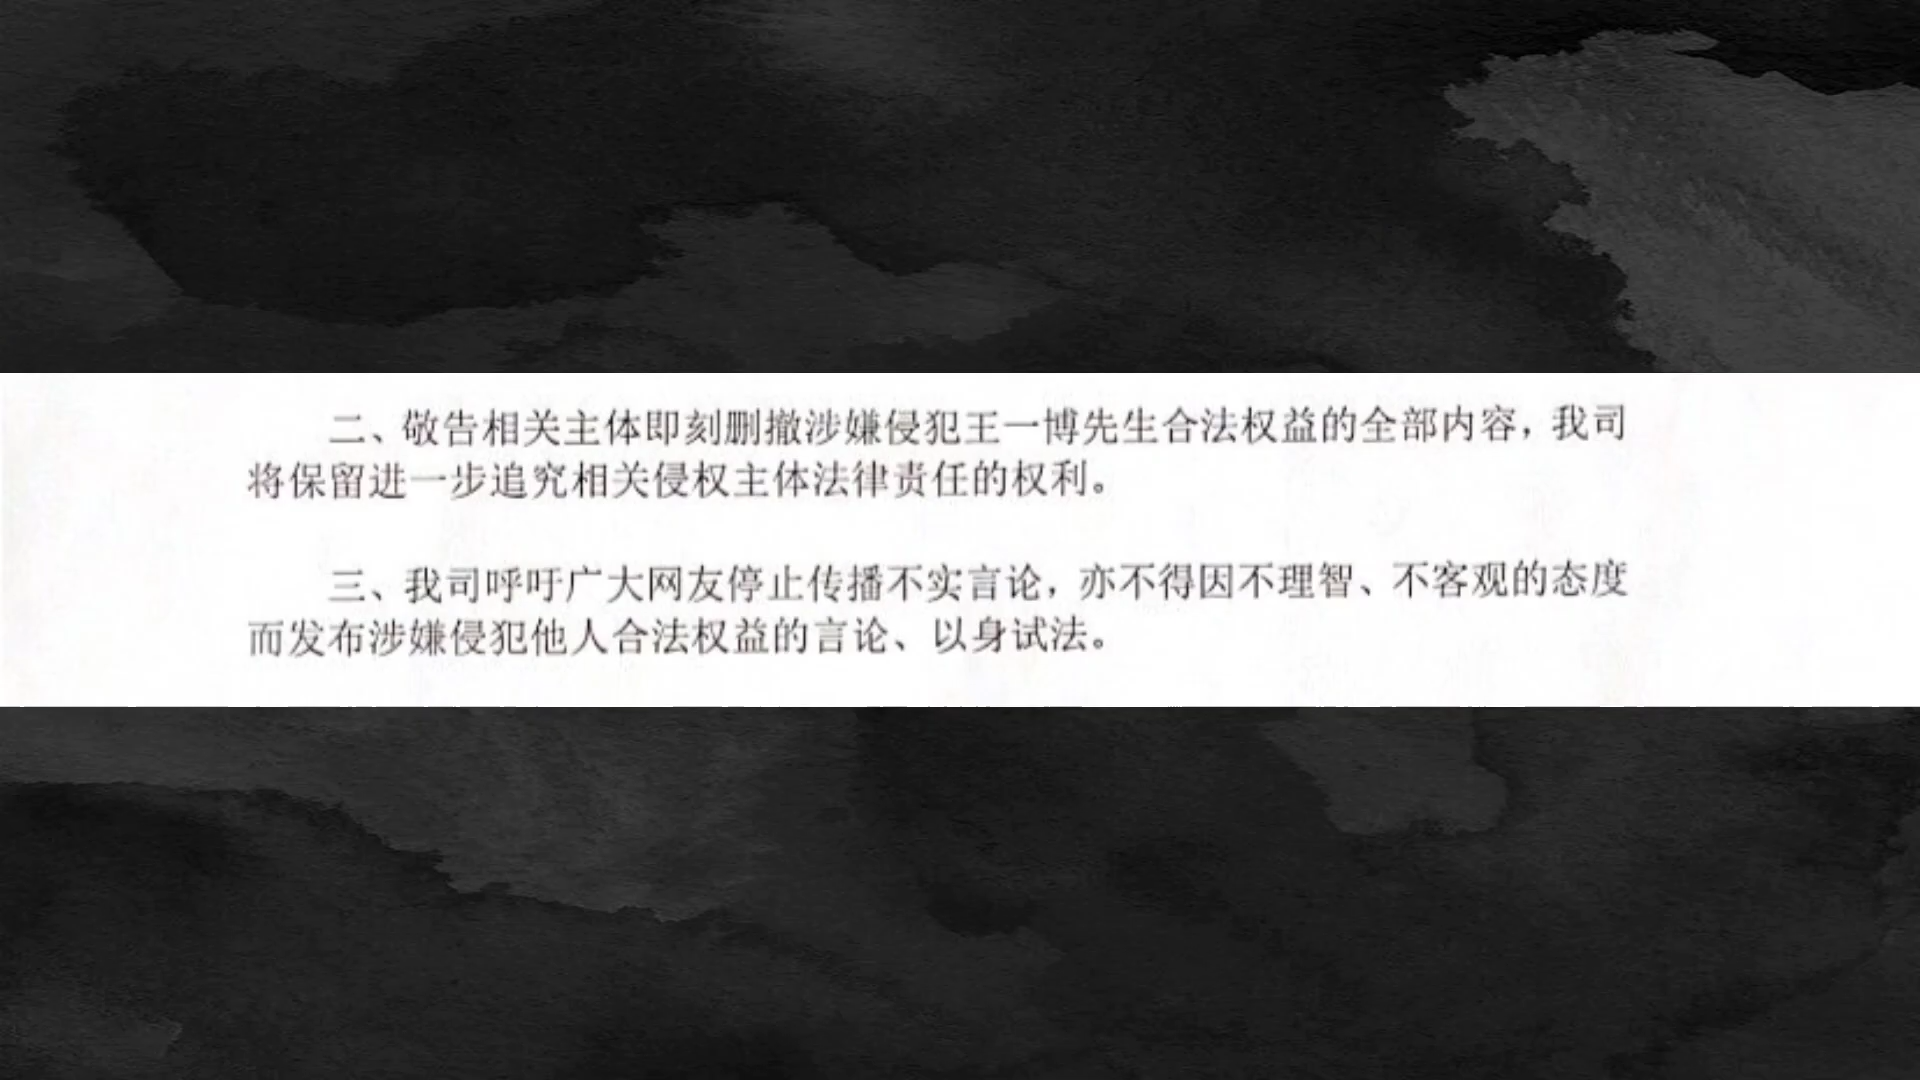 二、敬告相关主体即刻删撤涉嫌侵犯王一博先生合法权益的全部内容，我司
将保留进一步追究相关侵权主体法律责任的权利。
三、我司呼吁广大网友停止传播不实言论，亦不得因不理智、不客观的态度
而发布涉嫌侵犯他人合法权益的言论、以身试法。